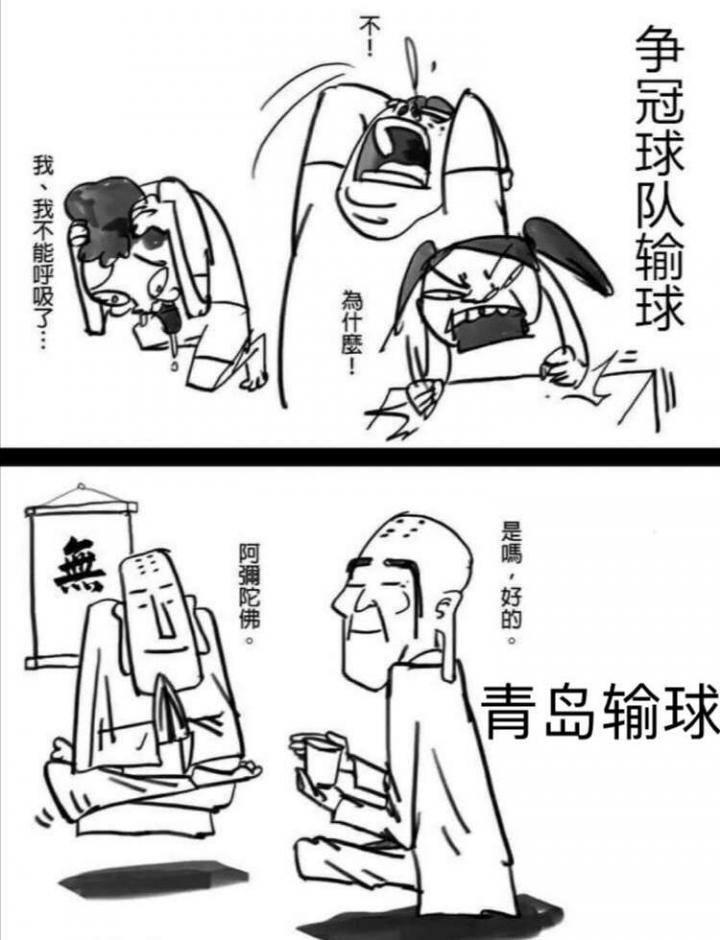 争冠球队输球
不！
為什麼！
我、我不能呼吸了…
青岛输球
是嗎，好的。
阿彌陀佛。
無